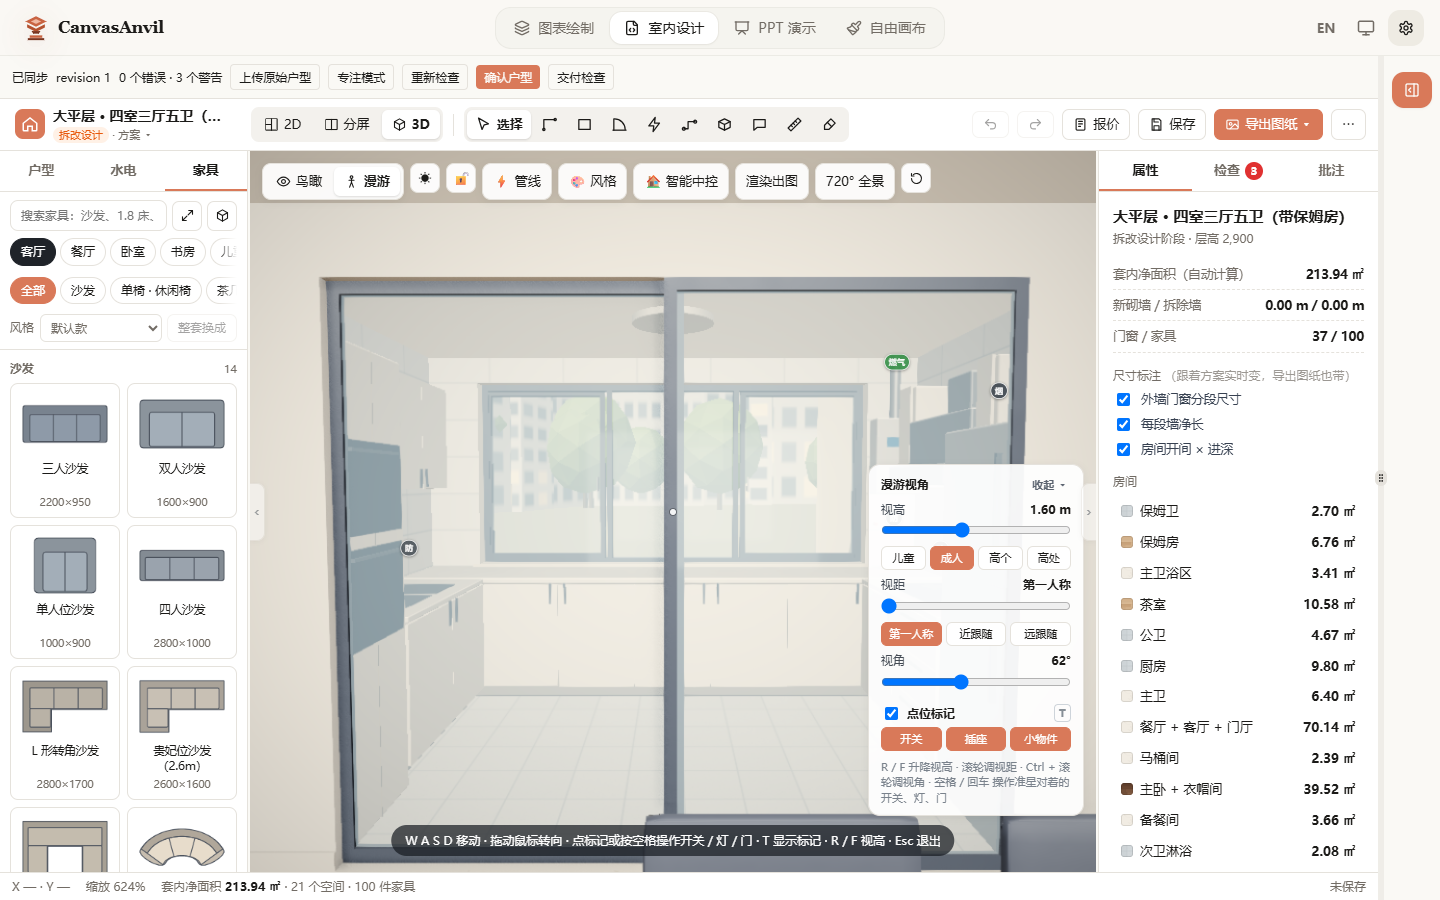 CanvasAnvil
图表绘制
室内设计
PPT 演示
自由画布
EN
已同步 revision 1 0 个错误 · 3 个警告
上传原始户型
专注模式
重新检查
确认户型
交付检查
大平层 • 四室三厅五卫（...
拆改设计 · 方案
2D
分屏
3D
选择
报价
保存
导出图纸
···
户型
水电
家具
搜索家具：沙发、1.8 床、
客厅
餐厅
卧室
书房
全部
沙发
单椅 · 休闲椅
风格
默认款
整套换成
沙发 14
三人沙发
2200×950
双人沙发
1600×900
单人位沙发
1000×900
四人沙发
2800×1000
L 形转角沙发
2800×1700
贵妃位沙发
(2.6m)
2600×1600
鸟瞰
漫游
管线
风格
智能中控
渲染出图
720° 全景
燃气
烟
防
漫游视角
收起
视高 1.60 m
儿童
成人
高个
高处
视距 第一人称
第一人称
近跟随
远跟随
视角 62°
点位标记 T
开关
插座
小物件
R / F 升降视高 · 滚轮调视距 · Ctrl + 滚
轮调视角 · 空格 / 回车 操作准星对着的
开关、灯、门
W A S D 移动 · 拖动鼠标转向 · 点标记或按空格操作开关 / 灯 / 门 · T 显示标记 · R / F 视高 · Esc 退出
属性
检查 3
批注
大平层 • 四室三厅五卫（带保姆房）
拆改设计阶段 · 层高 2,900
套内净面积（自动计算） 213.94 ㎡
新砌墙 / 拆除墙 0.00 m / 0.00 m
门窗 / 家具 37 / 100
尺寸标注（跟着方案实时变，导出图纸也带）
外墙门窗分段尺寸
每段墙净长
房间开间 × 进深
房间
保姆卫 2.70 ㎡
保姆房 6.76 ㎡
主卫浴区 3.41 ㎡
茶室 10.58 ㎡
公卫 4.67 ㎡
厨房 9.80 ㎡
主卫 6.40 ㎡
餐厅 + 客厅 + 门厅 70.14 ㎡
马桶间 2.39 ㎡
主卧 + 衣帽间 39.52 ㎡
备餐间 3.66 ㎡
次卫淋浴 2.08 ㎡
X — · Y — 缩放 624% 套内净面积 213.94 ㎡ · 21 个空间 · 100 件家具
未保存